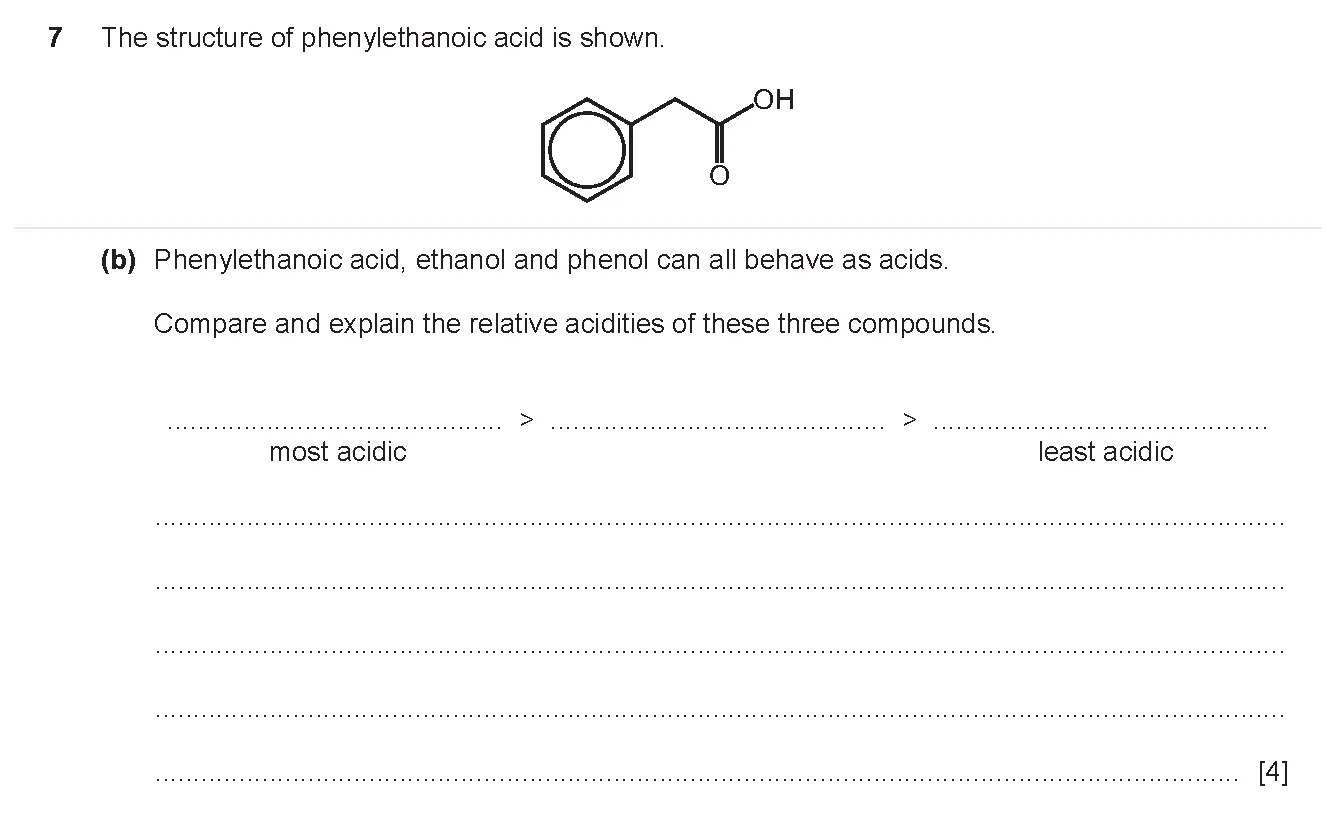 7 The structure of phenylethanoic acid is shown.
OH
O
(b) Phenylethanoic acid, ethanol and phenol can all behave as acids.
Compare and explain the relative acidities of these three compounds.
.......................................... > .......................................... > ..........................................
most acidic least acidic
[4]